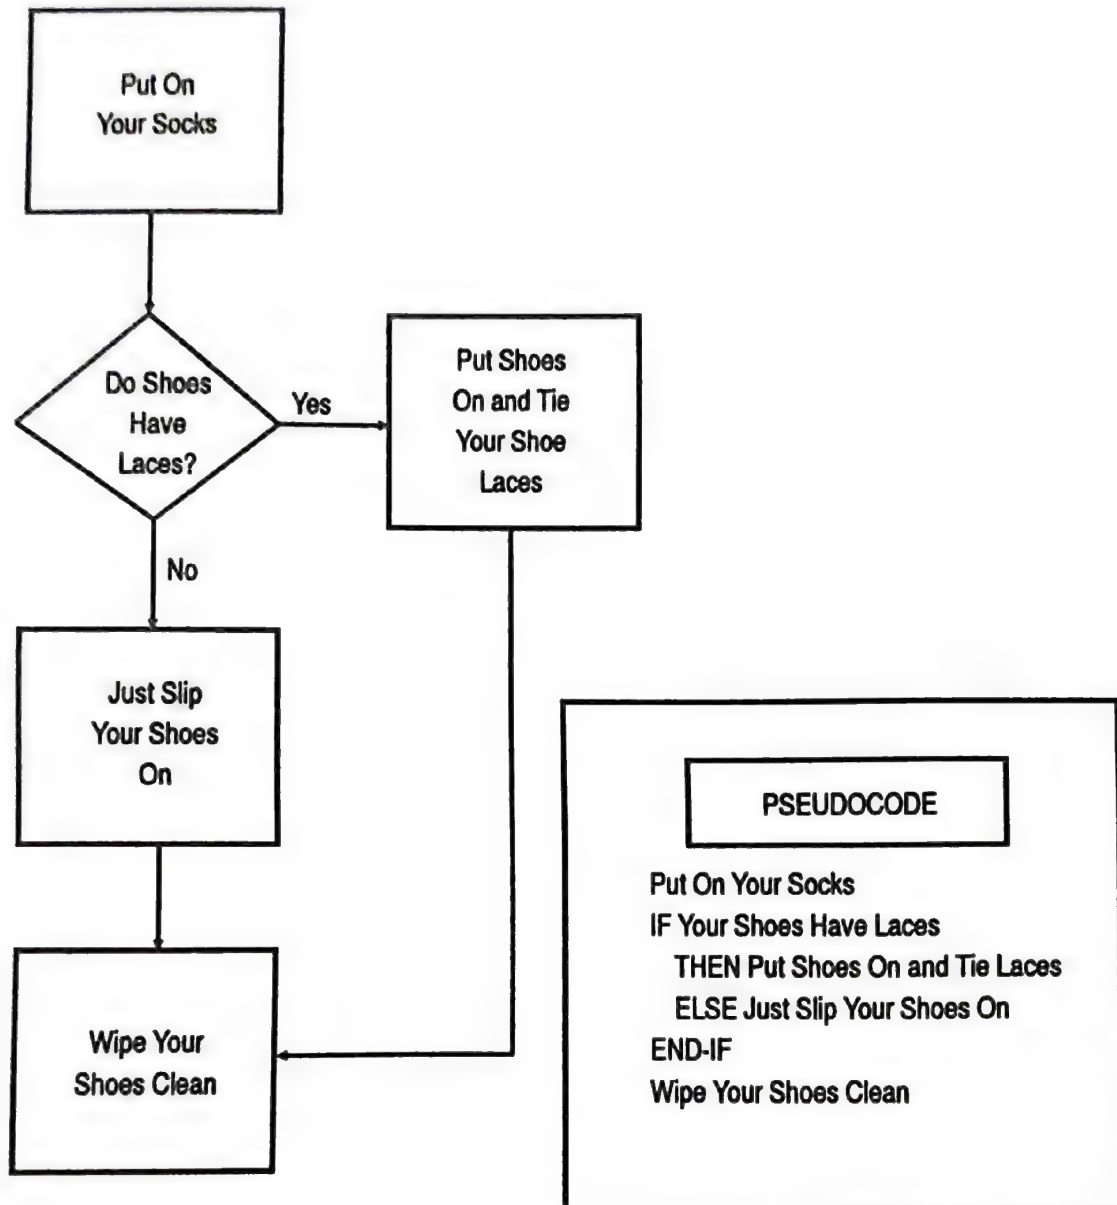 Put On
Your Socks
Do Shoes
Have
Laces?
Yes
Put Shoes
On and Tie
Your Shoe
Laces
No
Just Slip
Your Shoes
On
Wipe Your
Shoes Clean
PSEUDOCODE
Put On Your Socks
IF Your Shoes Have Laces
THEN Put Shoes On and Tie Laces
ELSE Just Slip Your Shoes On
END-IF
Wipe Your Shoes Clean